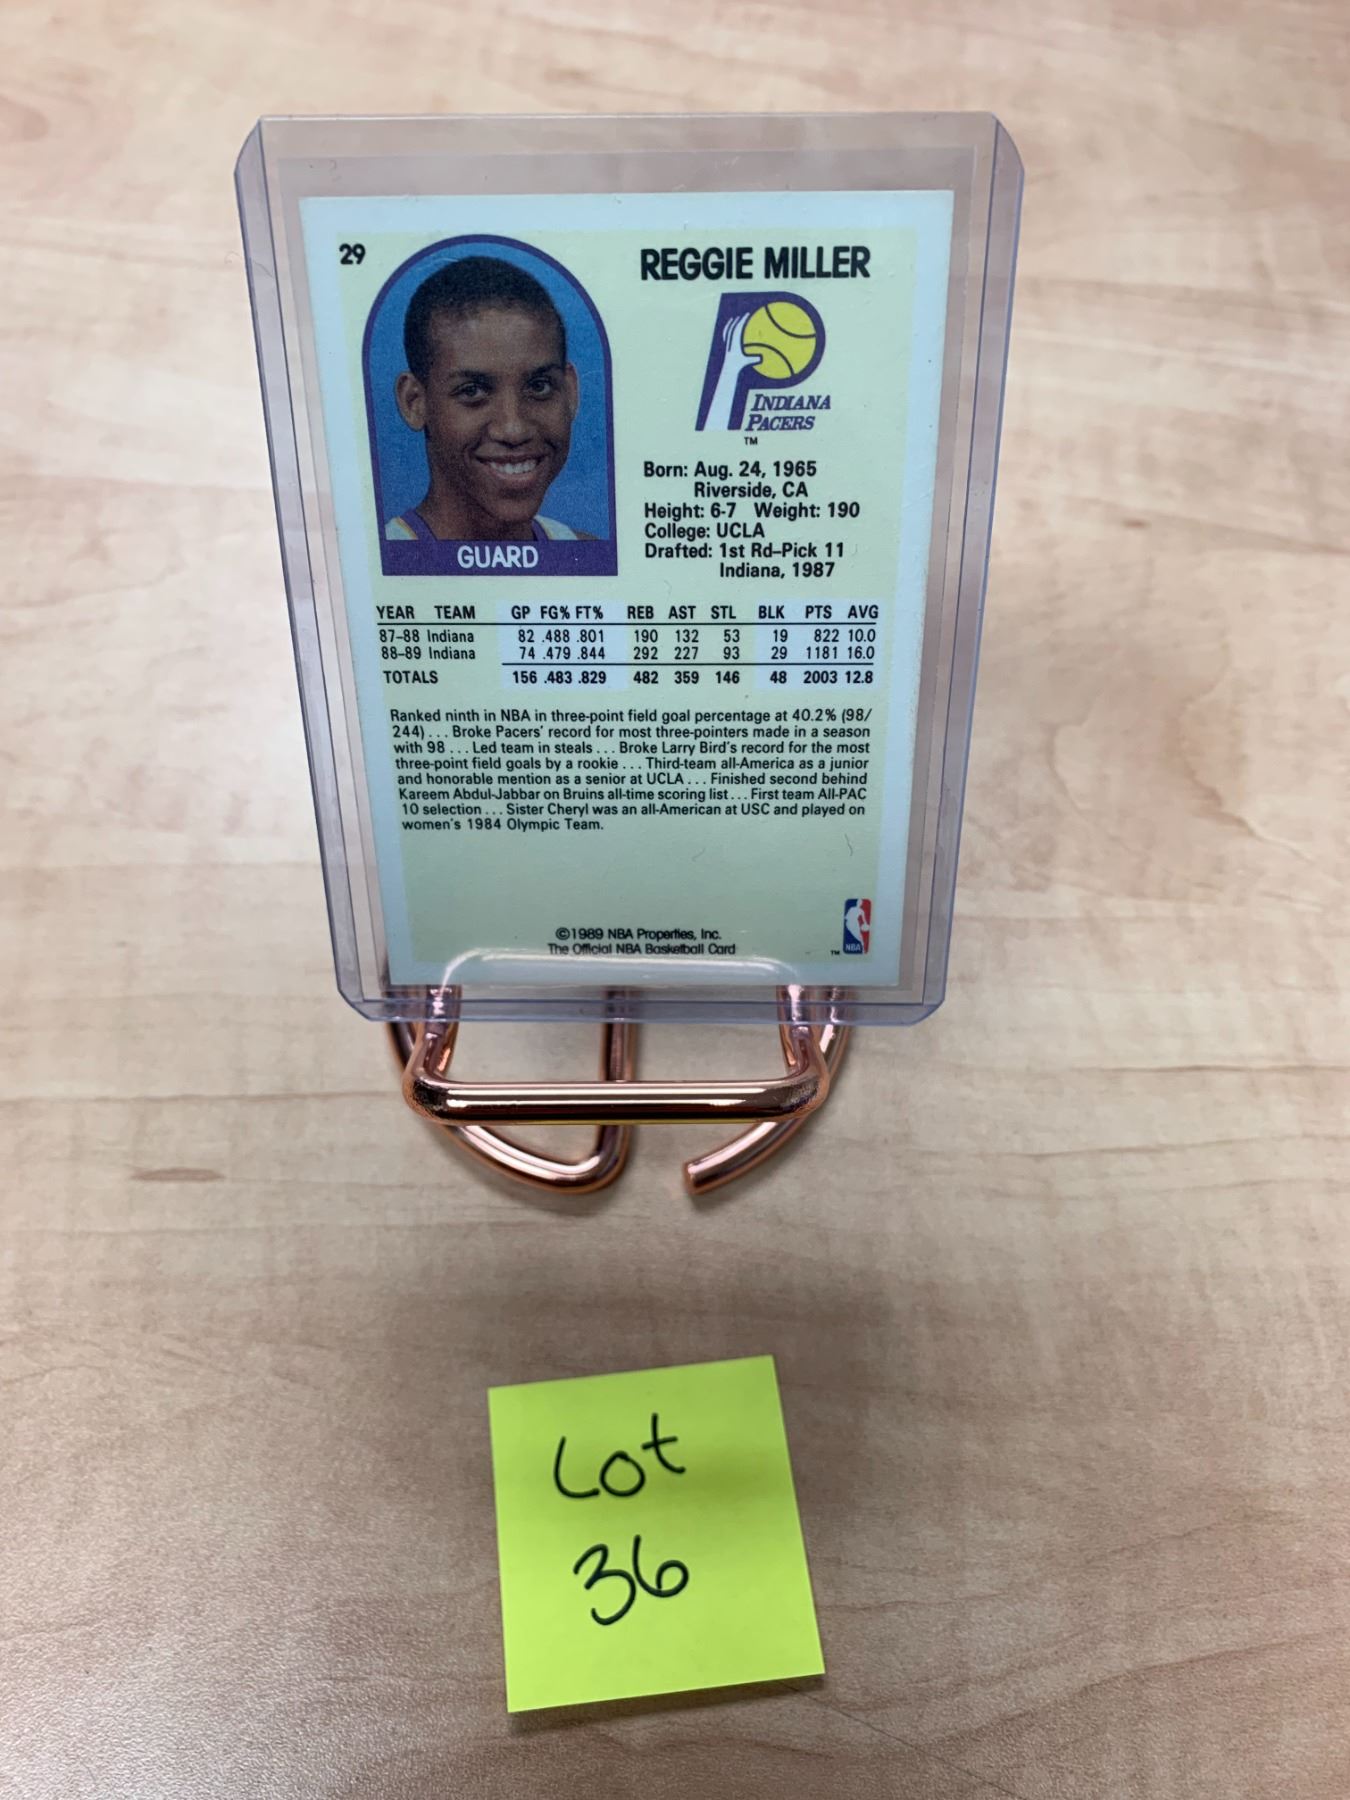 29
REGGIE MILLER
INDIANA
PACERS
TM
Born: Aug. 24, 1965
Riverside, CA
Height: 6-7 Weight: 190
College: UCLA
Drafted: 1st Rd–Pick 11
Indiana, 1987
GUARD
YEAR TEAM GP FG% FT% REB AST STL BLK PTS AVG
87–88 Indiana 82 .488 .801 190 132 53 19 822 10.0
88–89 Indiana 74 .479 .844 292 227 93 29 1181 16.0
TOTALS 156 .483 .829 482 359 146 48 2003 12.8
Ranked ninth in NBA in three-point field goal percentage at 40.2% (98/
244) . . . Broke Pacers' record for most three-pointers made in a season
with 98 . . . Led team in steals . . . Broke Larry Bird's record for the most
three-point field goals by a rookie . . . Third-team all-America as a junior
and honorable mention as a senior at UCLA . . . Finished second behind
Kareem Abdul-Jabbar on Bruins all-time scoring list . . . First team All-PAC
10 selection . . . Sister Cheryl was an all-American at USC and played on
women's 1984 Olympic Team.
©1989 NBA Properties, Inc.
The Official NBA Basketball Card
TM
NBA
Lot
36